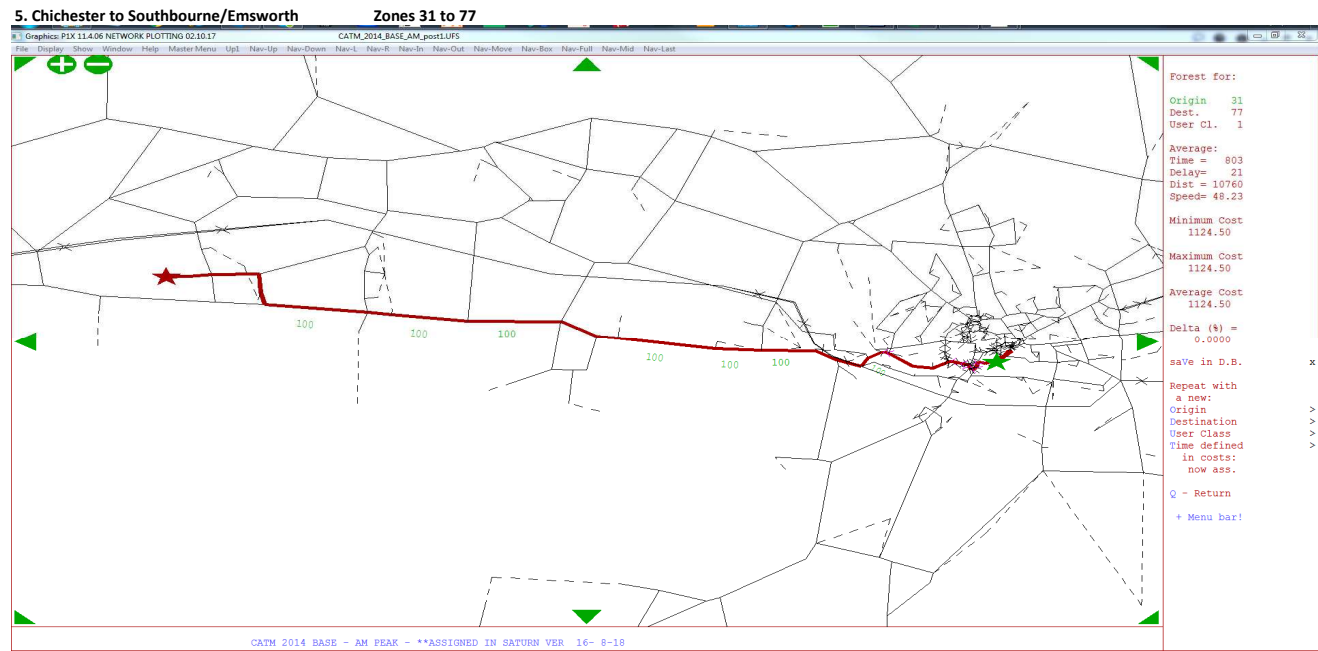 5. Chichester to Southbourne/Emsworth Zones 31 to 77
Graphics: P1X 11.4.06 NETWORK PLOTTING 02.10.17 CATM_2014_BASE_AM_post1.UFS
File Display Show Window Help Master Menu Up1 Nav-Up Nav-Down Nav-L Nav-R Nav-In Nav-Out Nav-Move Nav-Box Nav-Full Nav-Mid Nav-Last
Forest for:
Origin 31
Dest. 77
User Cl. 1
Average:
Time = 803
Delay= 21
Dist = 10760
Speed= 48.23
Minimum Cost
1124.50
Maximum Cost
1124.50
Average Cost
1124.50
Delta (%) =
0.0000
saVe in D.B. x
Repeat with
a new:
Origin >
Destination >
User Class >
Time defined >
in costs:
now ass.
Q - Return
+ Menu bar!
100
100
100
100
100
100
100
CATM 2014 BASE - AM PEAK - **ASSIGNED IN SATURN VER 16- 8-18